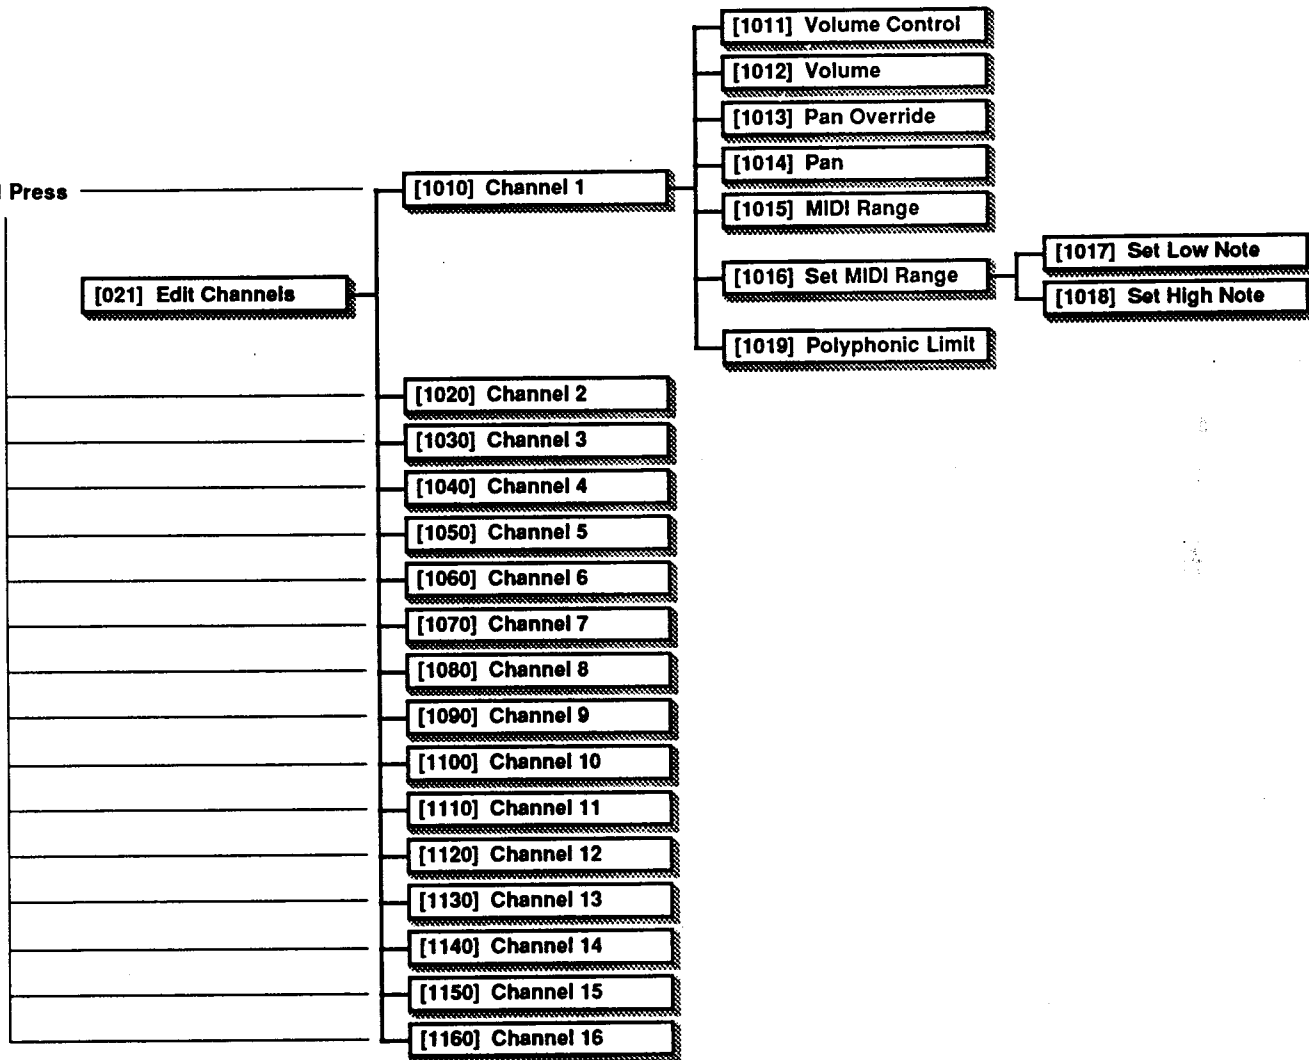 [1011] Volume Control
[1012] Volume
[1013] Pan Override
[1014] Pan
Press
[1010] Channel 1
[1015] MIDI Range
[1016] Set MIDI Range
[1017] Set Low Note
[1018] Set High Note
[021] Edit Channels
[1019] Polyphonic Limit
[1020] Channel 2
[1030] Channel 3
[1040] Channel 4
[1050] Channel 5
[1060] Channel 6
[1070] Channel 7
[1080] Channel 8
[1090] Channel 9
[1100] Channel 10
[1110] Channel 11
[1120] Channel 12
[1130] Channel 13
[1140] Channel 14
[1150] Channel 15
[1160] Channel 16